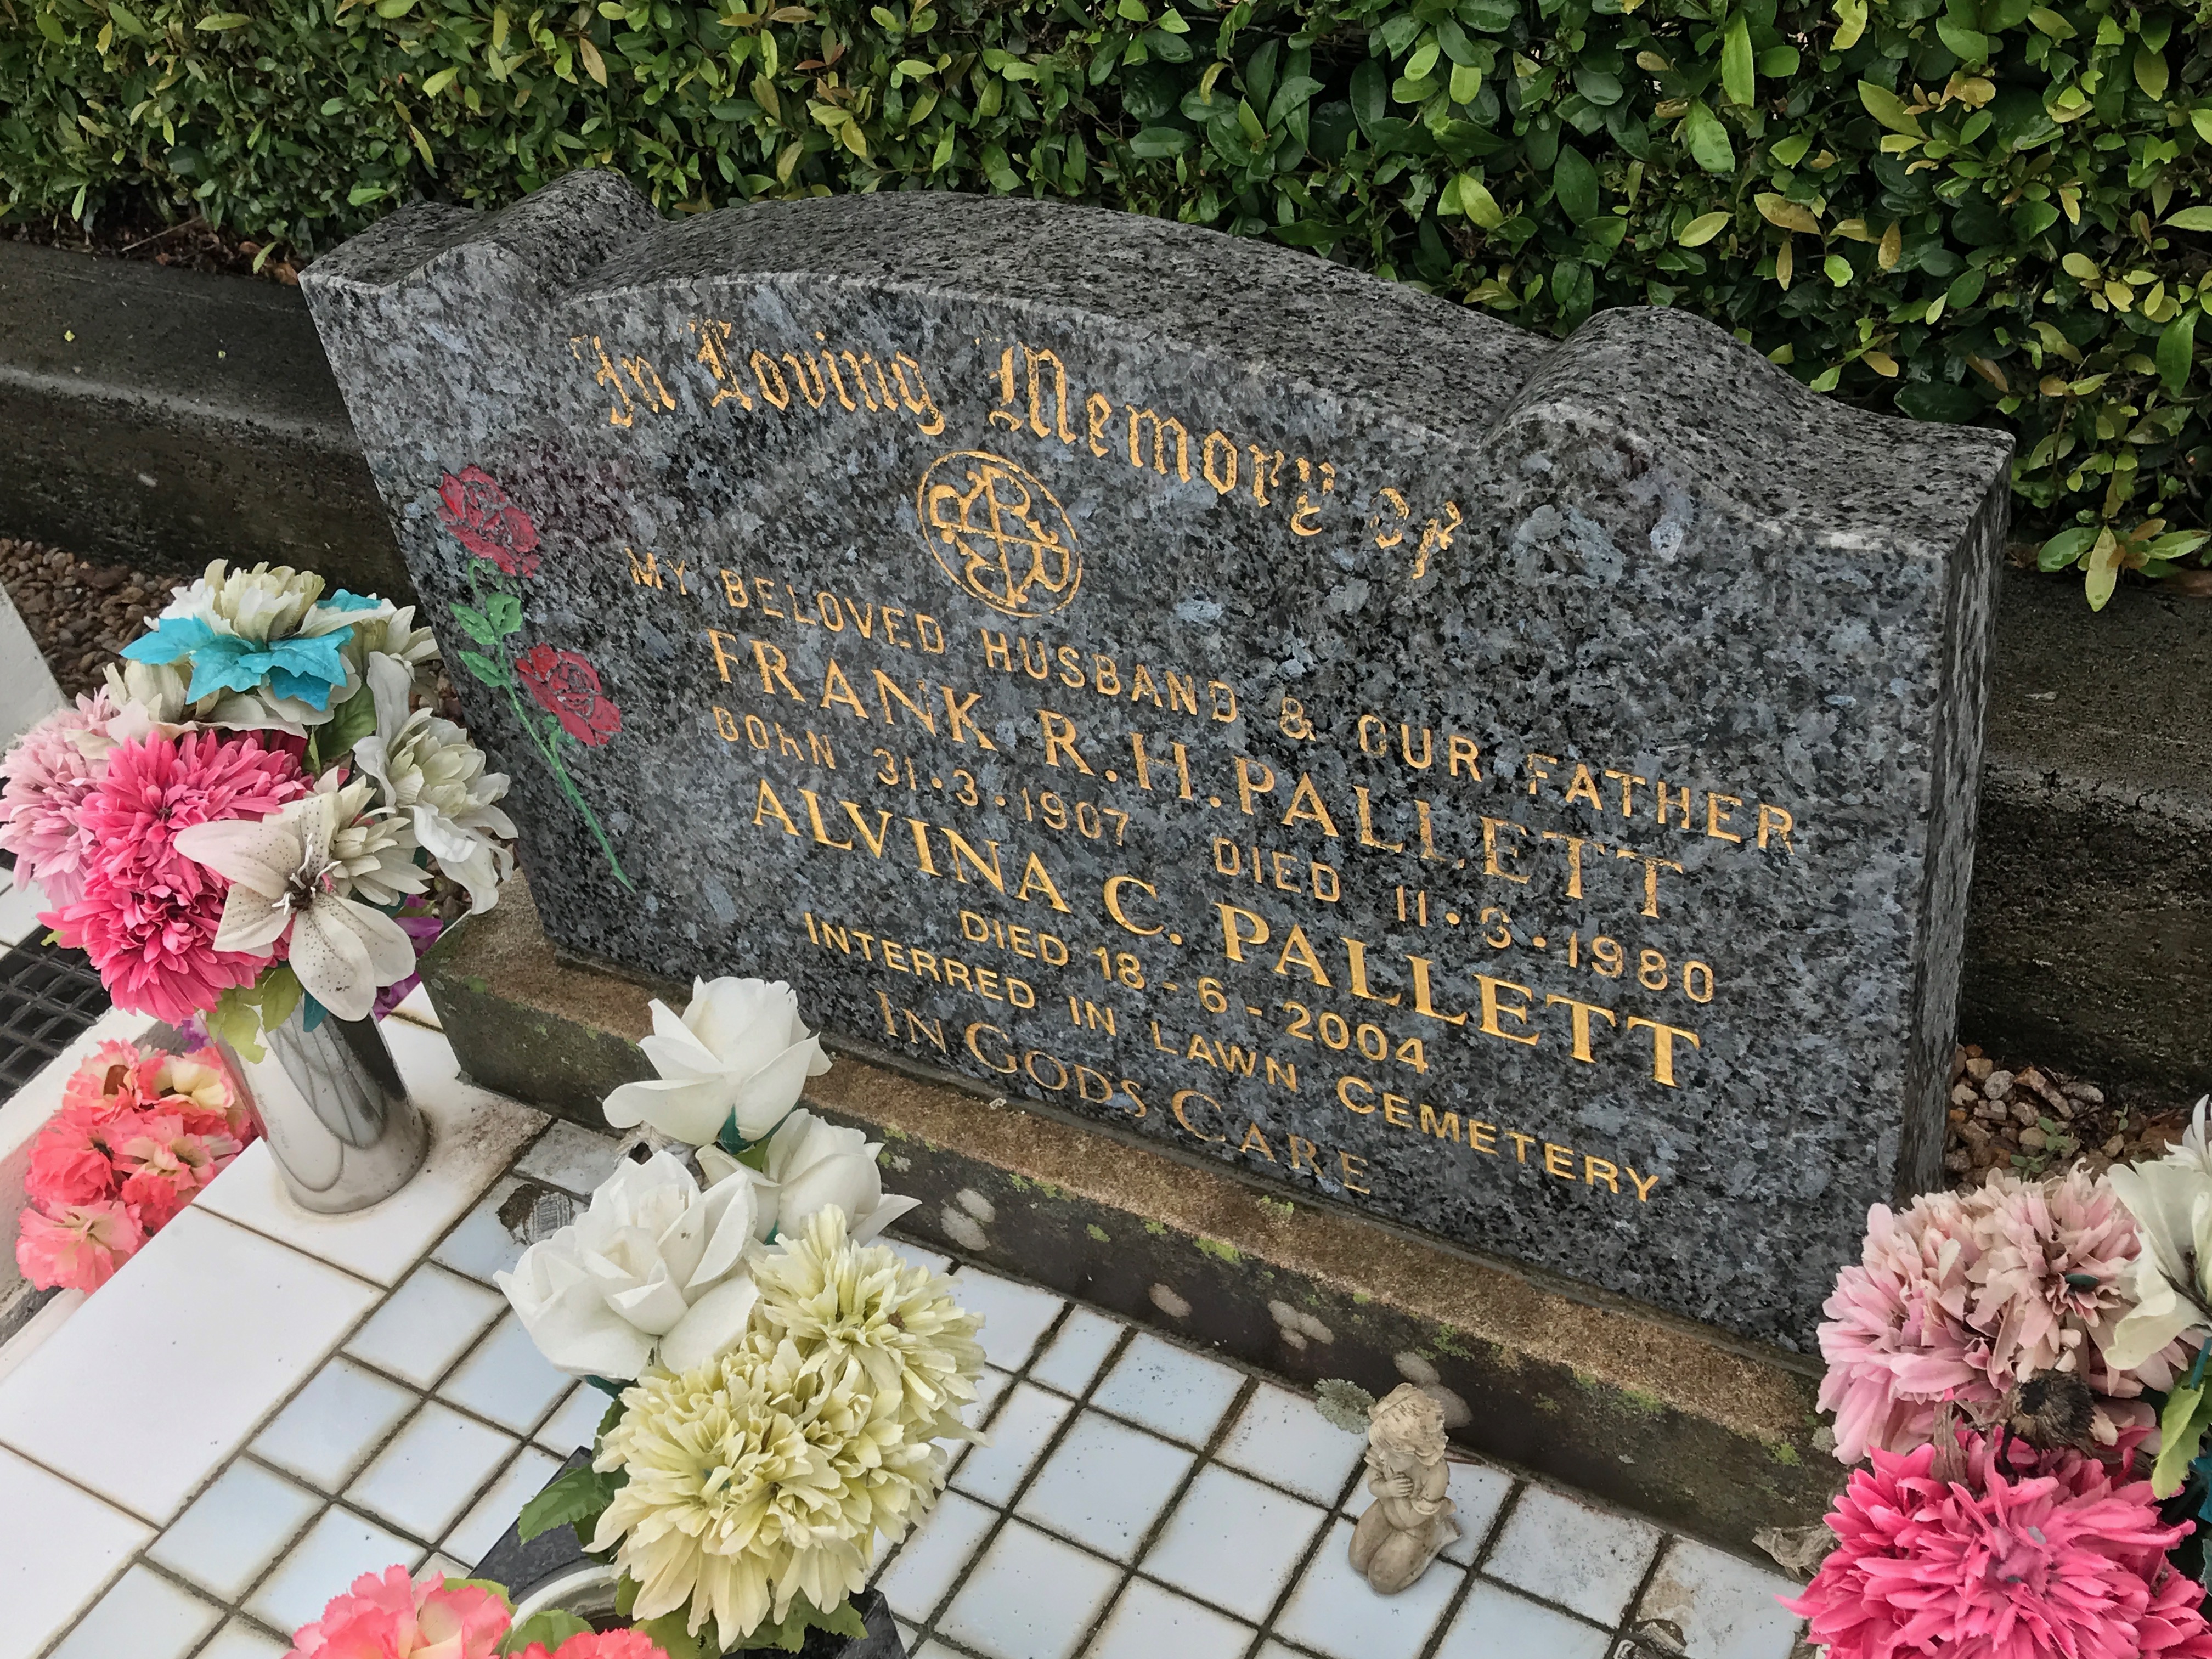 In Loving Memory of
MY BELOVED HUSBAND & OUR FATHER
FRANK R.H. PALLETT
BORN 31·3·1907 DIED 11·3·1980
ALVINA C. PALLETT
DIED 18-6-2004
INTERRED IN LAWN CEMETERY
IN GODS CARE